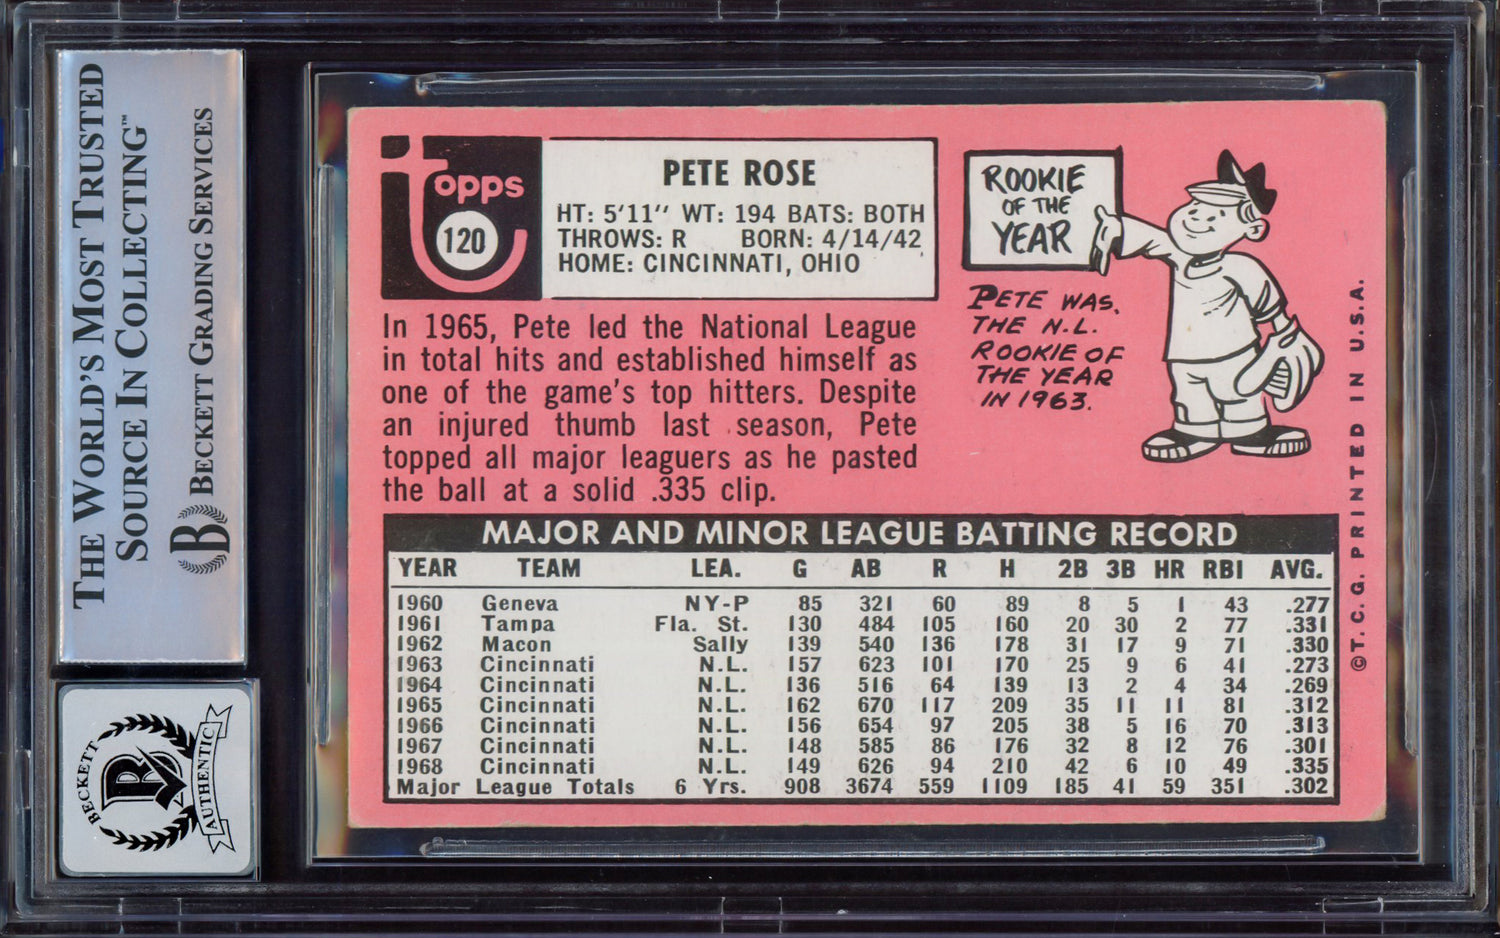 THE WORLD'S MOST TRUSTED
SOURCE IN COLLECTING™
B BECKETT GRADING SERVICES
BECKETT
B
AUTHENTIC
topps
120
PETE ROSE
HT: 5'11" WT: 194 BATS: BOTH
THROWS: R BORN: 4/14/42
HOME: CINCINNATI, OHIO
ROOKIE
OF THE
YEAR
PETE WAS
THE N.L.
ROOKIE OF
THE YEAR
IN 1963.
In 1965, Pete led the National League
in total hits and established himself as
one of the game's top hitters. Despite
an injured thumb last season, Pete
topped all major leaguers as he pasted
the ball at a solid .335 clip.
MAJOR AND MINOR LEAGUE BATTING RECORD
YEAR TEAM LEA. G AB R H 2B 3B HR RBI AVG.
1960 Geneva NY-P 85 321 60 89 8 5 1 43 .277
1961 Tampa Fla. St. 130 484 105 160 20 30 2 77 .331
1962 Macon Sally 139 540 136 178 31 17 9 71 .330
1963 Cincinnati N.L. 157 623 101 170 25 9 6 41 .273
1964 Cincinnati N.L. 136 516 64 139 13 2 4 34 .269
1965 Cincinnati N.L. 162 670 117 209 35 11 11 81 .312
1966 Cincinnati N.L. 156 654 97 205 38 5 16 70 .313
1967 Cincinnati N.L. 148 585 86 176 32 8 12 76 .301
1968 Cincinnati N.L. 149 626 94 210 42 6 10 49 .335
Major League Totals 6 Yrs. 908 3674 559 1109 185 41 59 351 .302
©T.C.G. PRINTED IN U.S.A.